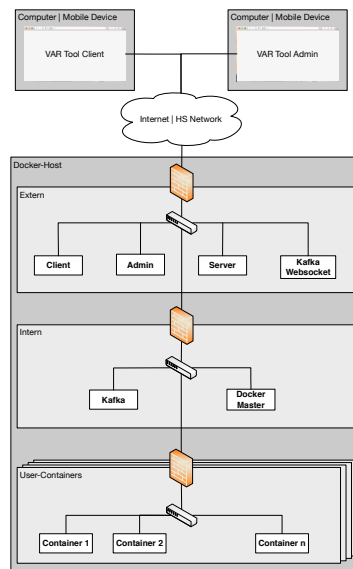 Computer | Mobile Device
Computer | Mobile Device
VAR Tool Client
VAR Tool Admin
Internet | HS Network
Docker-Host
Extern
Client
Admin
Server
Kafka
Websocket
Intern
Kafka
Docker
Master
User-Containers
Container 1
Container 2
Container n